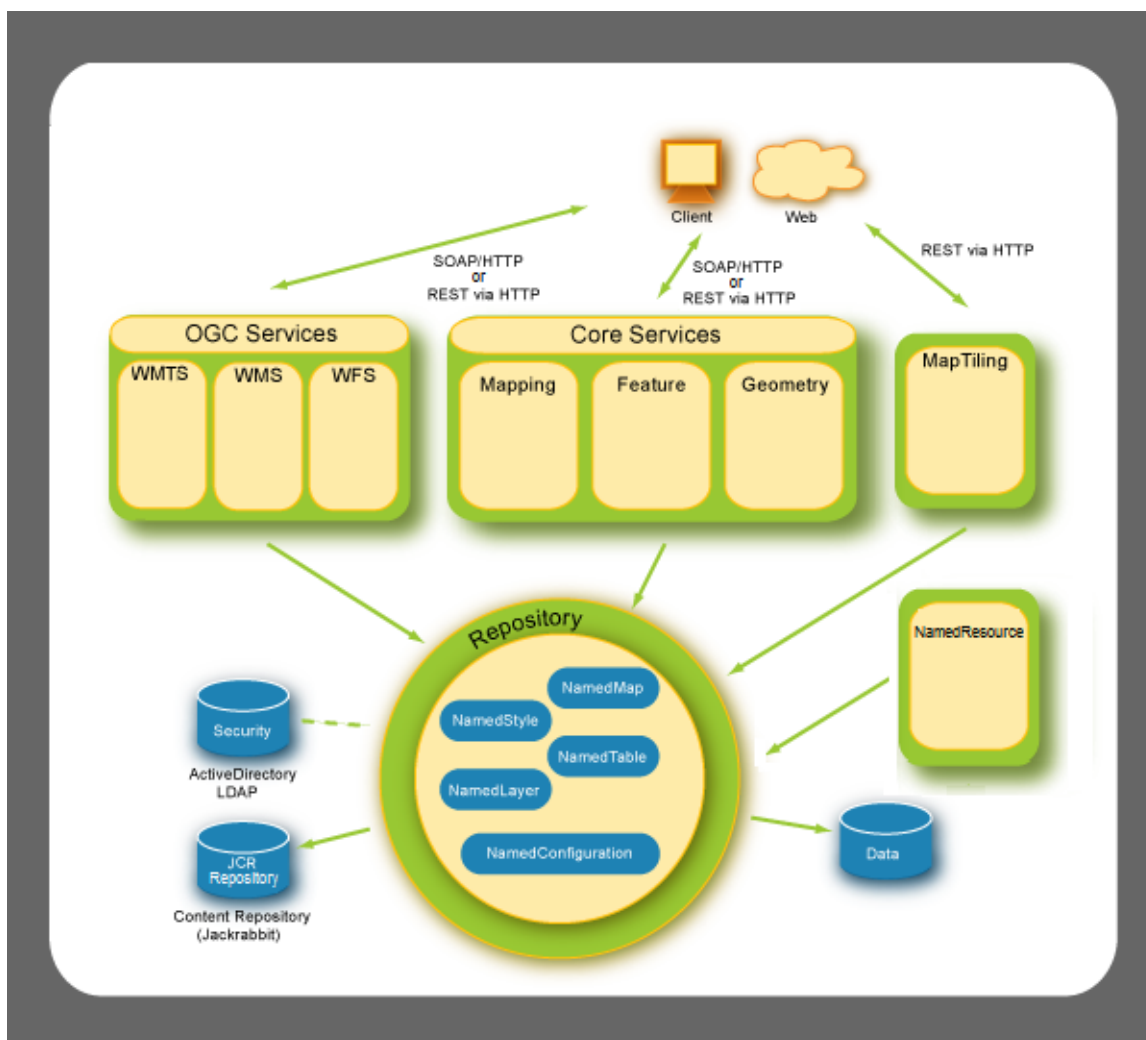 Client
Web
REST via HTTP
SOAP/HTTP
or
REST via HTTP
SOAP/HTTP
or
REST via HTTP
OGC Services
WMTS
WMS
WFS
Core Services
Mapping
Feature
Geometry
MapTiling
Repository
NamedMap
NamedStyle
NamedTable
NamedLayer
NamedConfiguration
NamedResource
Security
ActiveDirectory
LDAP
JCR
Repository
Content Repository
(Jackrabbit)
Data